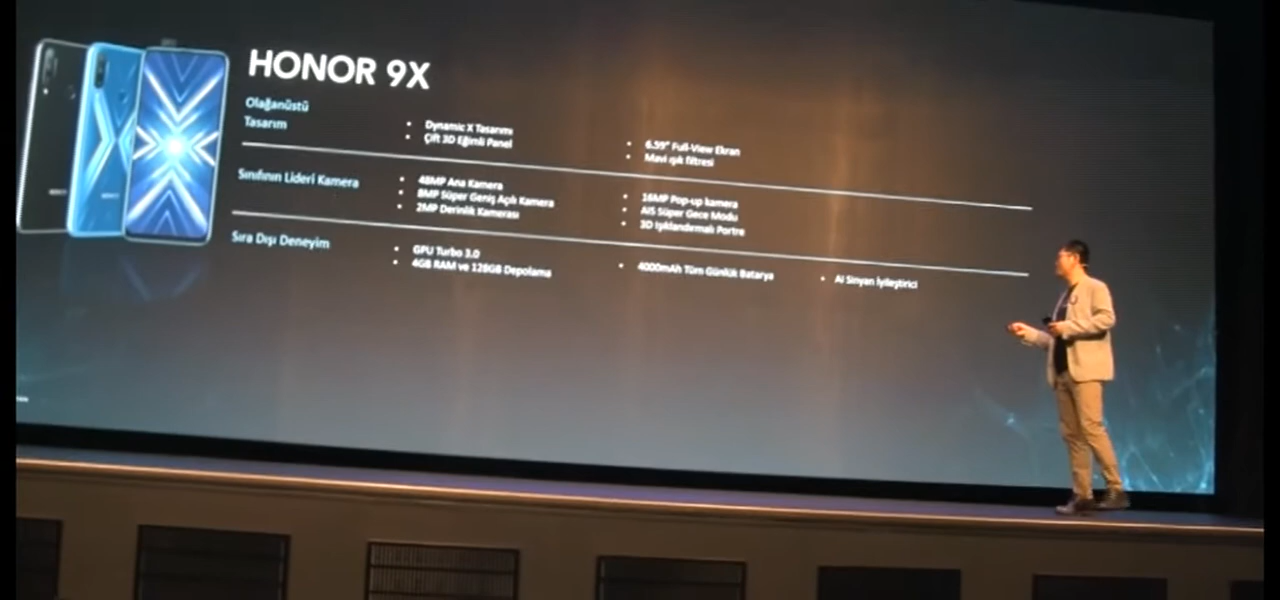 HONOR 9X
Olağanüstü
Tasarım
Dynamic X Tasarımı
Çift 3D Eğimli Panel
6.59" Full-View Ekran
Mavi ışık filtresi
Sınıfının Lideri Kamera
48MP Ana Kamera
8MP Süper Geniş Açılı Kamera
2MP Derinlik Kamerası
16MP Pop-up kamera
AIS Süper Gece Modu
3D Işıklandırmalı Portre
Sıra Dışı Deneyim
GPU Turbo 3.0
4GB RAM ve 128GB Depolama
4000mAh Tüm Günlük Batarya
AI Sinyan İyileştirici